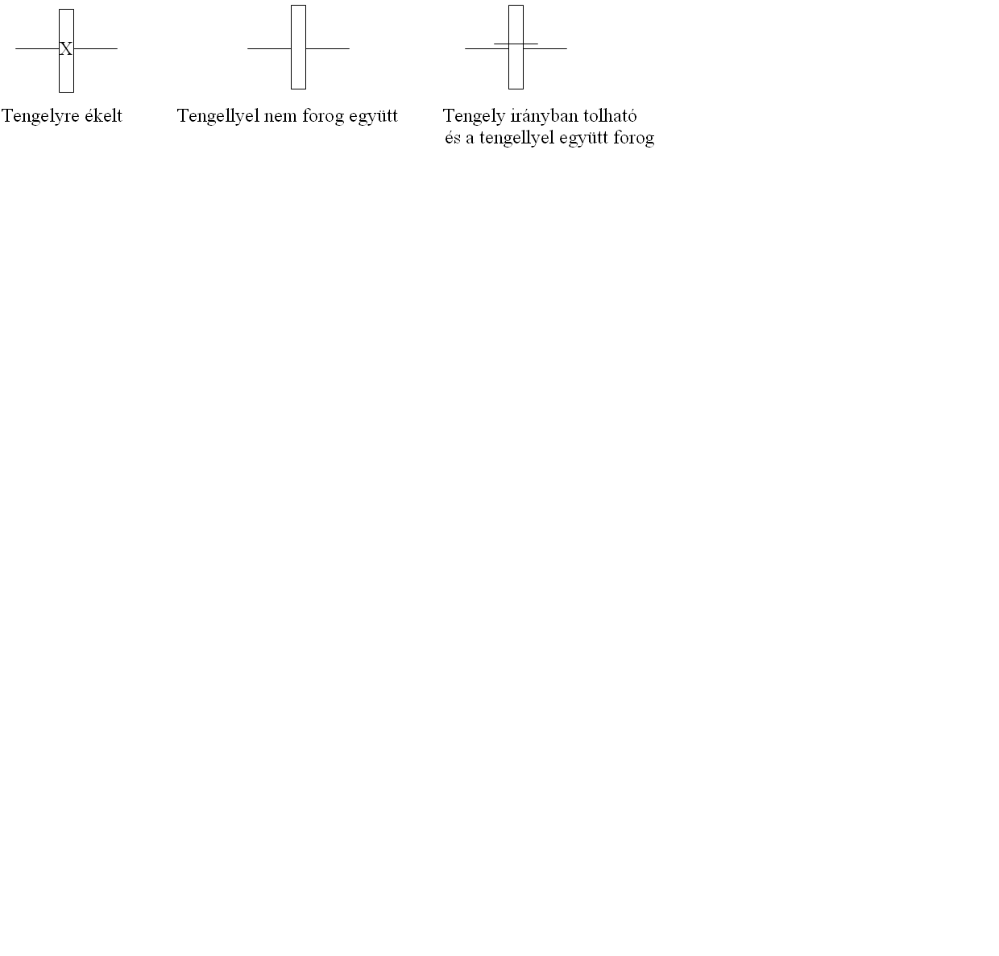 X
Tengelyre ékelt
Tengellyel nem forog együtt
Tengely irányban tolható
és a tengellyel együtt forog